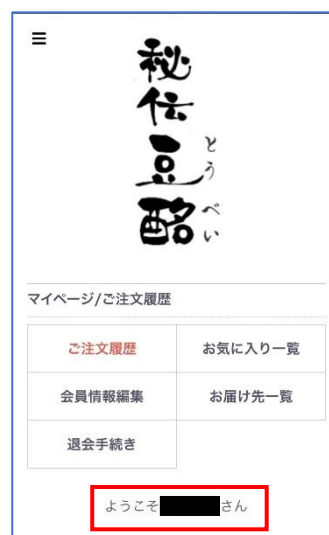 ☰
秘伝豆酩
とうべい
マイページ/ご注文履歴
ご注文履歴 お気に入り一覧
会員情報編集 お届け先一覧
退会手続き
ようこそ さん